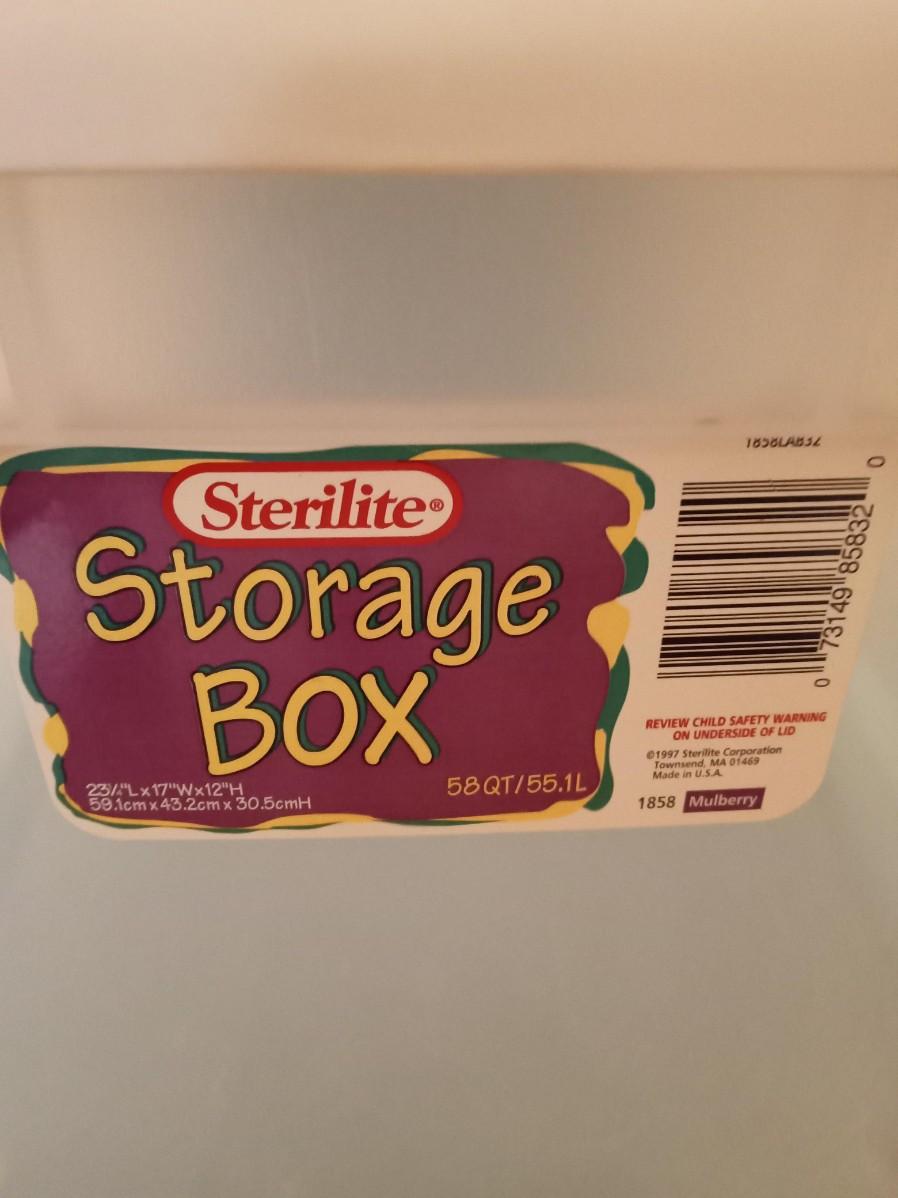 Sterilite®
Storage
Box
23¼"L x 17"W x 12"H
59.1cm x 43.2cm x 30.5cmH
58 QT/55.1L
1858LAB32
0 73149 85832 0
REVIEW CHILD SAFETY WARNING
ON UNDERSIDE OF LID
©1997 Sterilite Corporation
Townsend, MA 01469
Made in U.S.A.
1858 Mulberry